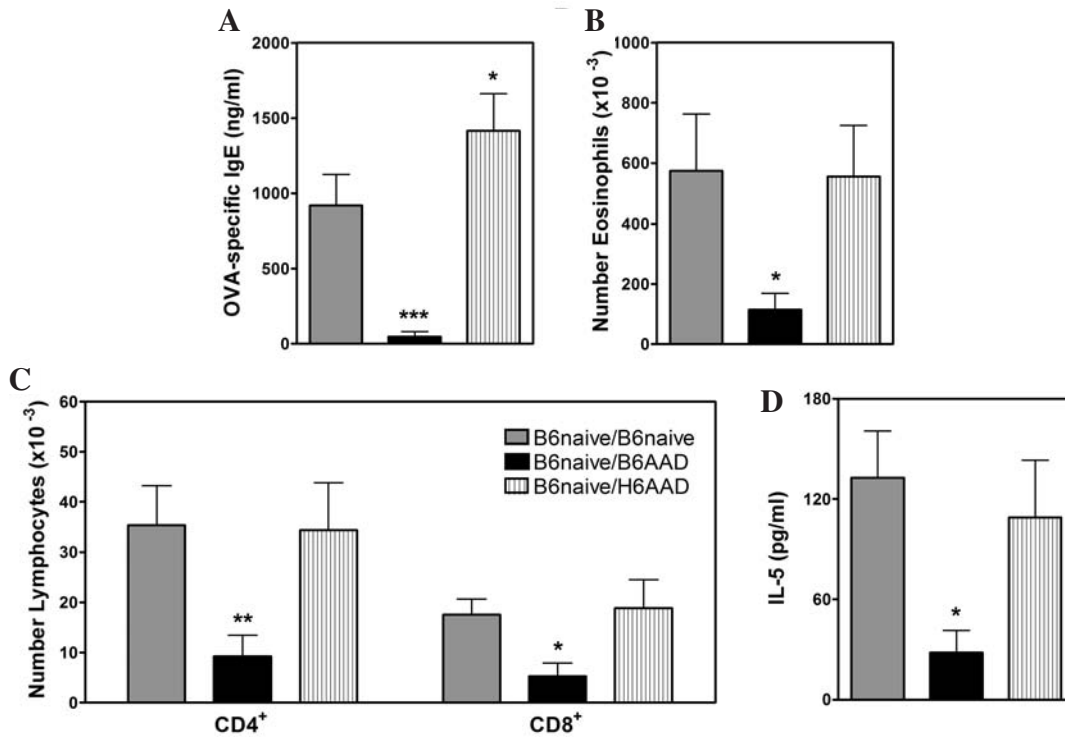 A
OVA-specific IgE (ng/ml)
2000
1500
1000
500
0
***
*
B
Number Eosinophils (x10⁻³)
1000
800
600
400
200
0
*
C
Number Lymphocytes (x10⁻³)
60
50
40
30
20
10
0
B6naive/B6naive
B6naive/B6AAD
B6naive/H6AAD
**
*
CD4⁺
CD8⁺
D
IL-5 (pg/ml)
180
120
60
0
*